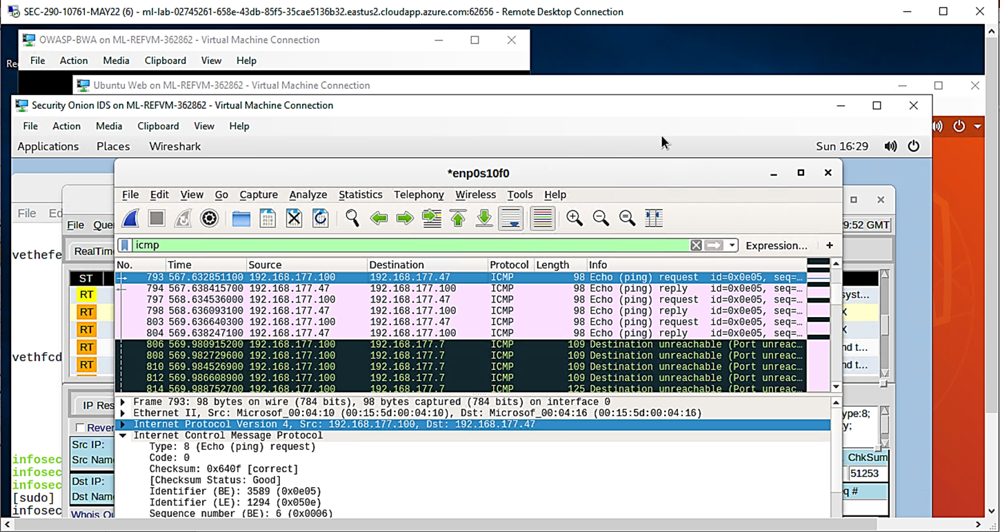 SEC-290-10761-MAY22 (6) - ml-lab-02745261-658e-43db-85f5-35cae5136b32.eastus2.cloudapp.azure.com:62656 - Remote Desktop Connection
OWASP-BWA on ML-REFVM-362862 - Virtual Machine Connection
File Action Media Clipboard View Help
Re
Ubuntu Web on ML-REFVM-362862 - Virtual Machine Connection
Security Onion IDS on ML-REFVM-362862 - Virtual Machine Connection
File Action Media Clipboard View Help
Applications Places Wireshark Sun 16:29
*enp0s10f0
File Edit View Go Capture Analyze Statistics Telephony Wireless Tools Help
File Ed
File Que
9:52 GMT
icmp Expression... +
RealTim
vethefe
No. Time Source Destination Protocol Length Info
793 567.632851100 192.168.177.100 192.168.177.47 ICMP 98 Echo (ping) request id=0x0e05, seq=…
794 567.638415700 192.168.177.47 192.168.177.100 ICMP 98 Echo (ping) reply id=0x0e05, seq=…
797 568.634536000 192.168.177.100 192.168.177.47 ICMP 98 Echo (ping) request id=0x0e05, seq=…
798 568.636093100 192.168.177.47 192.168.177.100 ICMP 98 Echo (ping) reply id=0x0e05, seq=…
803 569.636640300 192.168.177.100 192.168.177.47 ICMP 98 Echo (ping) request id=0x0e05, seq=…
804 569.638247100 192.168.177.47 192.168.177.100 ICMP 98 Echo (ping) reply id=0x0e05, seq=…
806 569.980915200 192.168.177.100 192.168.177.7 ICMP 109 Destination unreachable (Port unreac…
808 569.982729600 192.168.177.100 192.168.177.7 ICMP 109 Destination unreachable (Port unreac…
810 569.984526900 192.168.177.100 192.168.177.7 ICMP 109 Destination unreachable (Port unreac…
812 569.986608900 192.168.177.100 192.168.177.7 ICMP 109 Destination unreachable (Port unreac…
814 569.988752700 192.168.177.100 192.168.177.7 ICMP 125 Destination unreachable (Port unreac…
ST
RT
RT
RT
RT
RT
syst...
X
X
nd t...
nd t...
vethfcd
Frame 793: 98 bytes on wire (784 bits), 98 bytes captured (784 bits) on interface 0
Ethernet II, Src: Microsof_00:04:10 (00:15:5d:00:04:10), Dst: Microsof_00:04:16 (00:15:5d:00:04:16)
Internet Protocol Version 4, Src: 192.168.177.100, Dst: 192.168.177.47
Internet Control Message Protocol
Type: 8 (Echo (ping) request)
Code: 0
Checksum: 0x640f [correct]
[Checksum Status: Good]
Identifier (BE): 3589 (0x0e05)
Identifier (LE): 1294 (0x050e)
Sequence number (BE): 6 (0x0006)
IP Res
Rever
Src IP:
Src Nam
Dst IP:
Dst Name
Whois Qu
ype:8;
y;
ChkSum
51253
q #
infosec
infosec
infosec
[sudo]
infosec